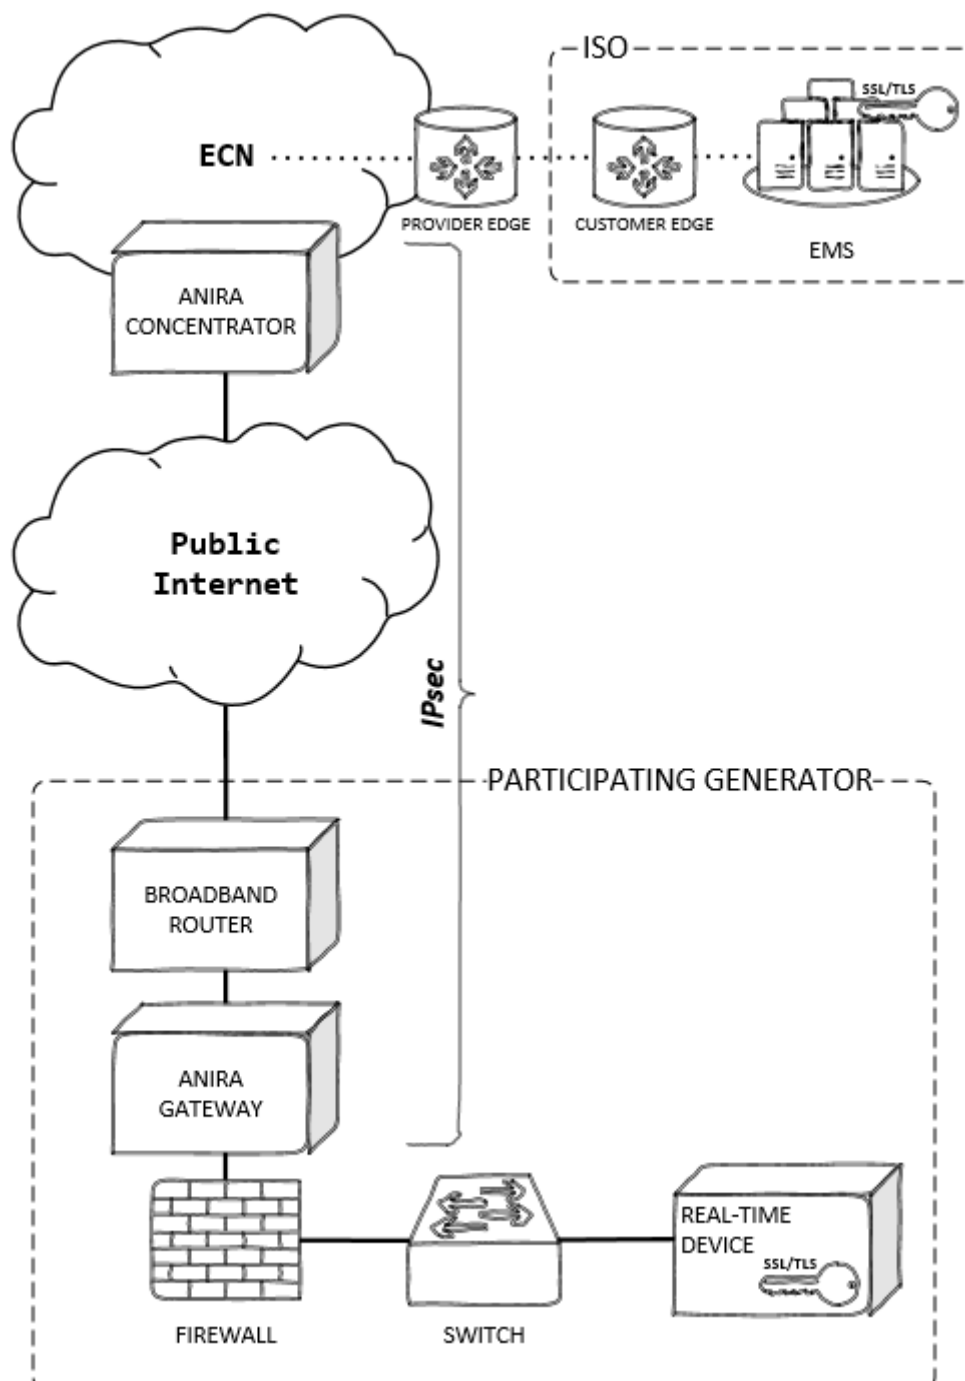 ISO
SSL/TLS
ECN
PROVIDER EDGE
CUSTOMER EDGE
EMS
ANIRA
CONCENTRATOR
Public
Internet
IPsec
PARTICIPATING GENERATOR
BROADBAND
ROUTER
ANIRA
GATEWAY
REAL-TIME
DEVICE
SSL/TLS
FIREWALL
SWITCH